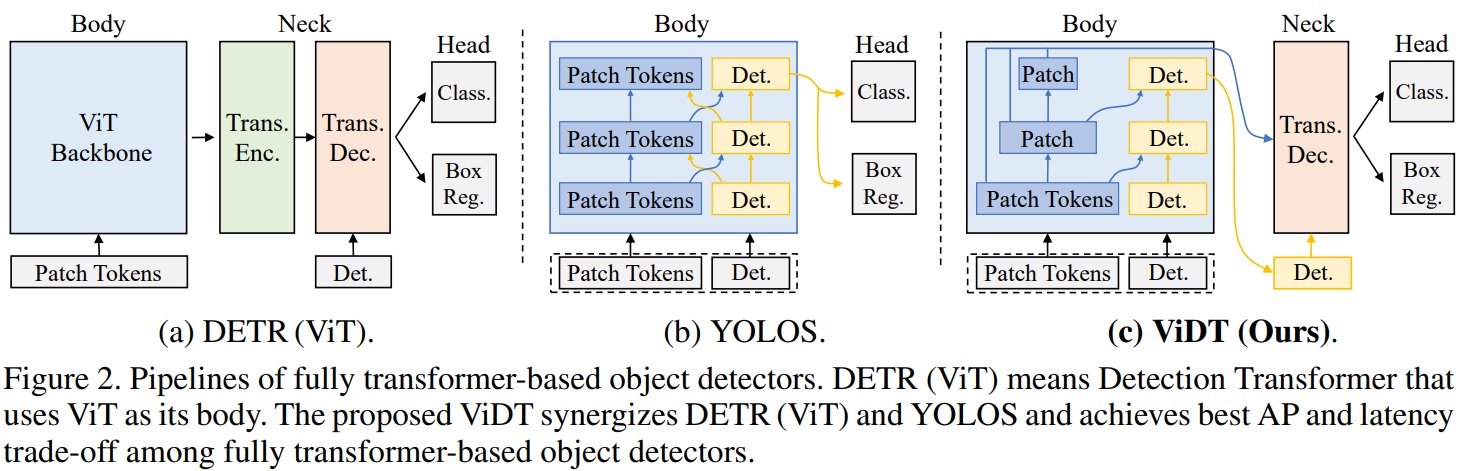 Body
Neck
Head
ViT
Backbone
Trans.
Enc.
Trans.
Dec.
Class.
Box
Reg.
Patch Tokens
Det.
(a) DETR (ViT).
Body
Head
Patch Tokens
Det.
Patch Tokens
Det.
Patch Tokens
Det.
Class.
Box
Reg.
Patch Tokens
Det.
(b) YOLOS.
Body
Neck
Head
Patch
Det.
Patch
Det.
Patch Tokens
Det.
Trans.
Dec.
Class.
Box
Reg.
Patch Tokens
Det.
Det.
(c) ViDT (Ours).
Figure 2. Pipelines of fully transformer-based object detectors. DETR (ViT) means Detection Transformer that
uses ViT as its body. The proposed ViDT synergizes DETR (ViT) and YOLOS and achieves best AP and latency
trade-off among fully transformer-based object detectors.